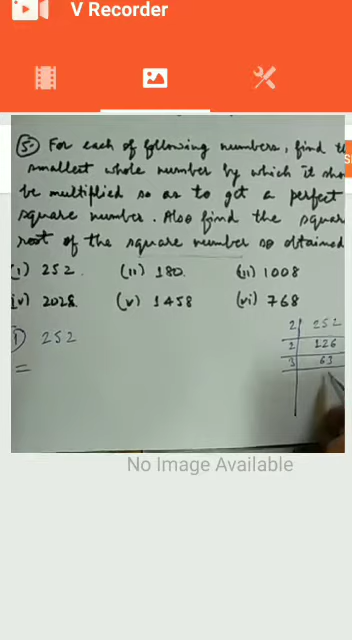 V Recorder
(5) For each of following numbers, find the
smallest whole number by which it sho
be multiplied so as to get a perfect
square number. Also find the squar
root of the square number so obtained
(i) 252. (ii) 180. (iii) 1008
(iv) 2028. (v) 1458 (vi) 768
(i) 252
=
2 252
2 126
3 63
No Image Available